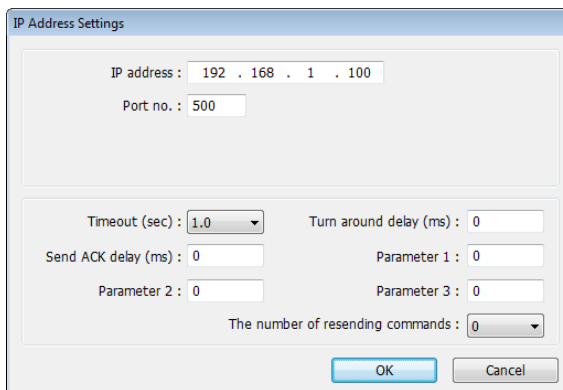 IP Address Settings
IP address : 192 . 168 . 1 . 100
Port no. : 500
Timeout (sec) : 1.0 Turn around delay (ms) : 0
Send ACK delay (ms) : 0 Parameter 1 : 0
Parameter 2 : 0 Parameter 3 : 0
The number of resending commands : 0
OK Cancel